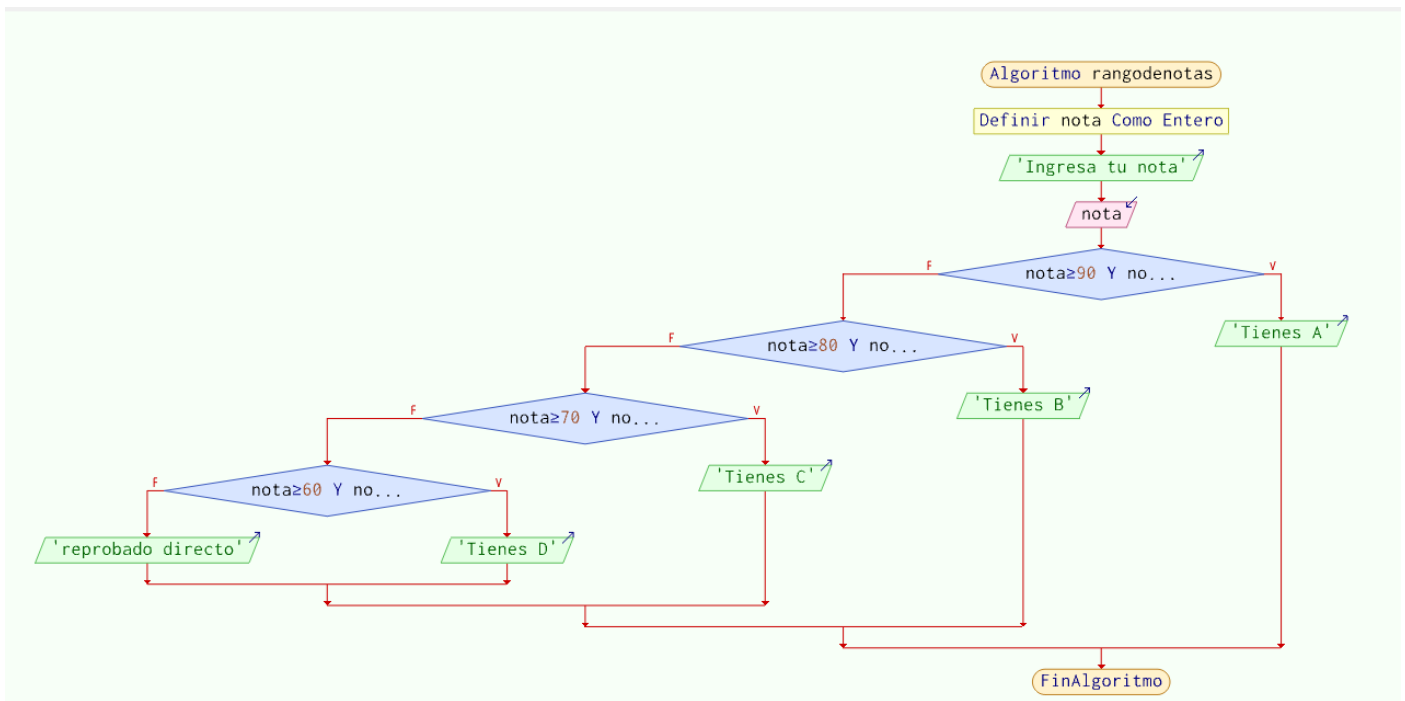 Algoritmo rangodenotas
Definir nota Como Entero
'Ingresa tu nota'
nota
F
nota≥90 Y no...
V
'Tienes A'
F
nota≥80 Y no...
V
'Tienes B'
F
nota≥70 Y no...
V
'Tienes C'
F
nota≥60 Y no...
V
'reprobado directo'
'Tienes D'
FinAlgoritmo